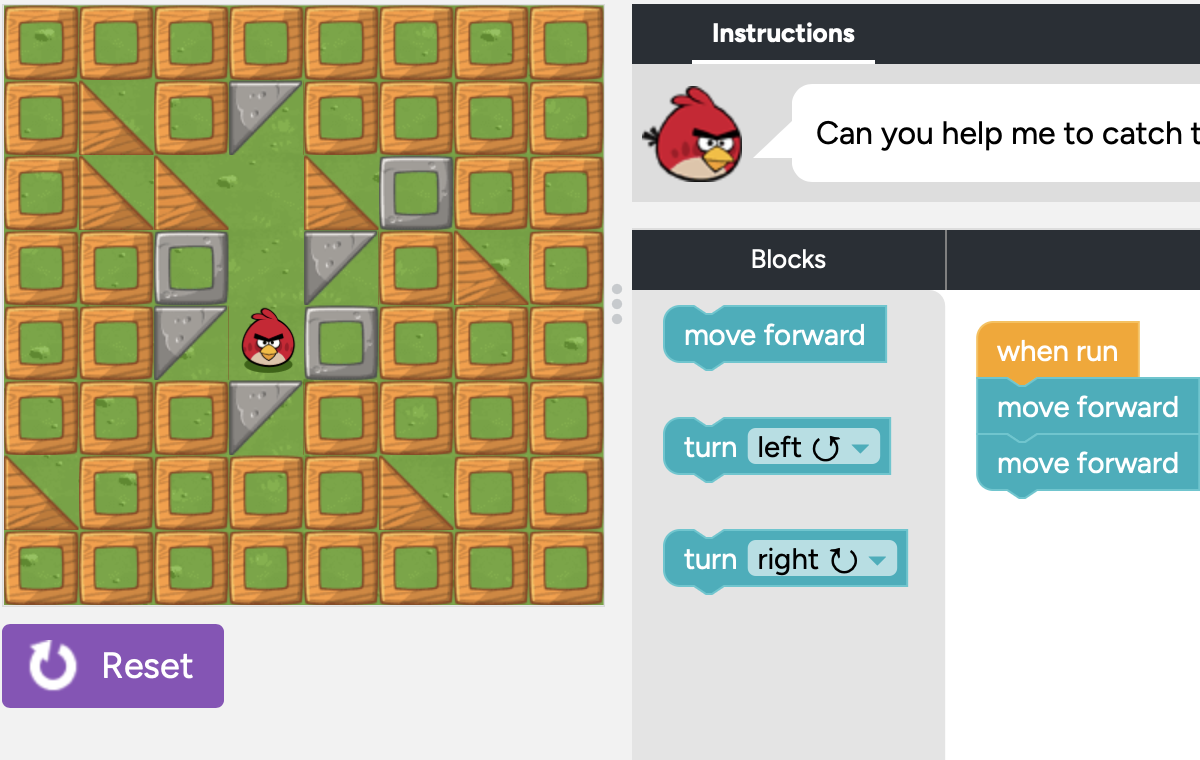 Instructions
Can you help me to catch t
Blocks
move forward
turn left
turn right
when run
move forward
move forward
Reset